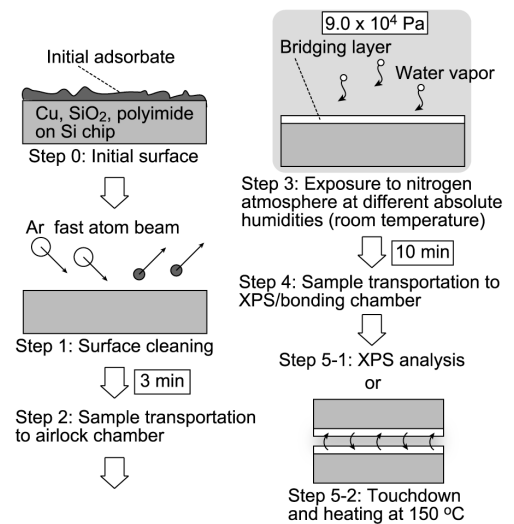 Initial adsorbate
Cu, SiO₂, polyimide
on Si chip
Step 0: Initial surface
Ar fast atom beam
Step 1: Surface cleaning
3 min
Step 2: Sample transportation
to airlock chamber
9.0 x 10⁴ Pa
Bridging layer
Water vapor
Step 3: Exposure to nitrogen
atmosphere at different absolute
humidities (room temperature)
10 min
Step 4: Sample transportation to
XPS/bonding chamber
Step 5-1: XPS analysis
or
Step 5-2: Touchdown
and heating at 150 ºC